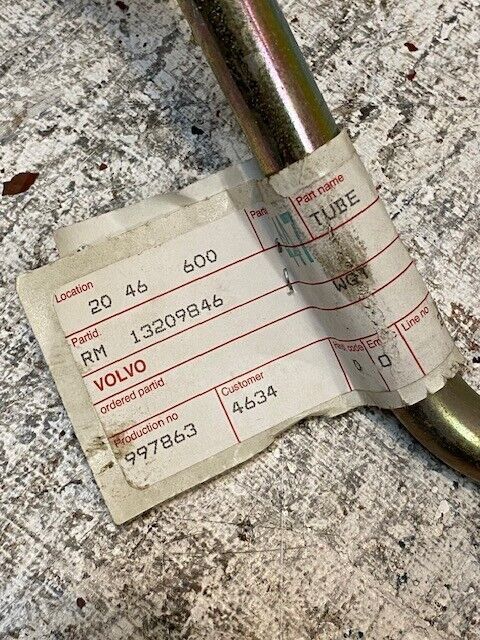 Location
20 46 600
Part name
TUBE
Partid.
RM 13209846
WGT
VOLVO
ordered partid
Production no
997863
Customer
4634
0
0
Line no